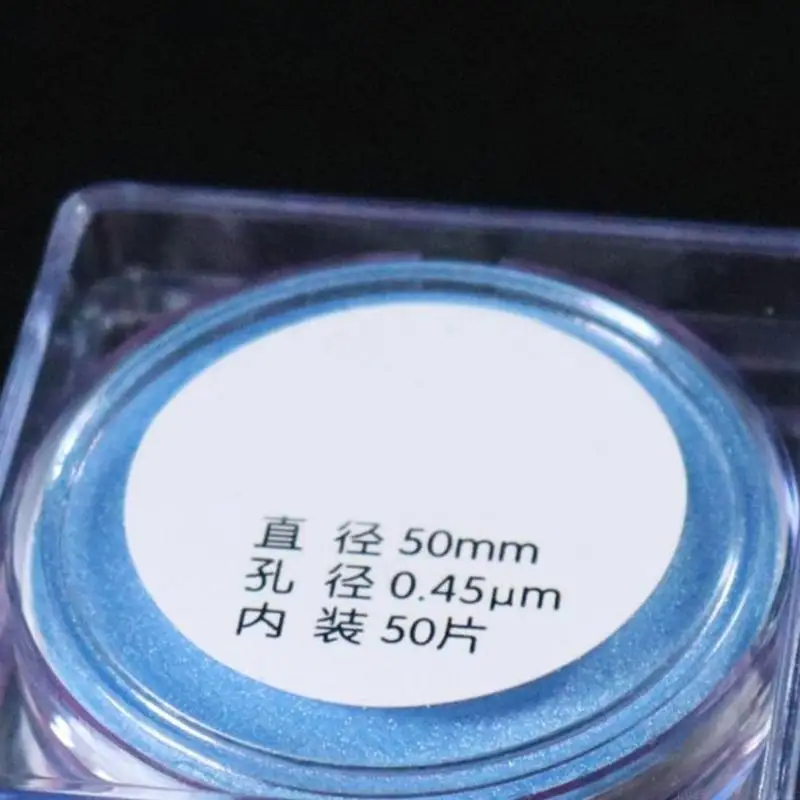 直 径 50mm
孔 径 0.45μm
内 装 50片